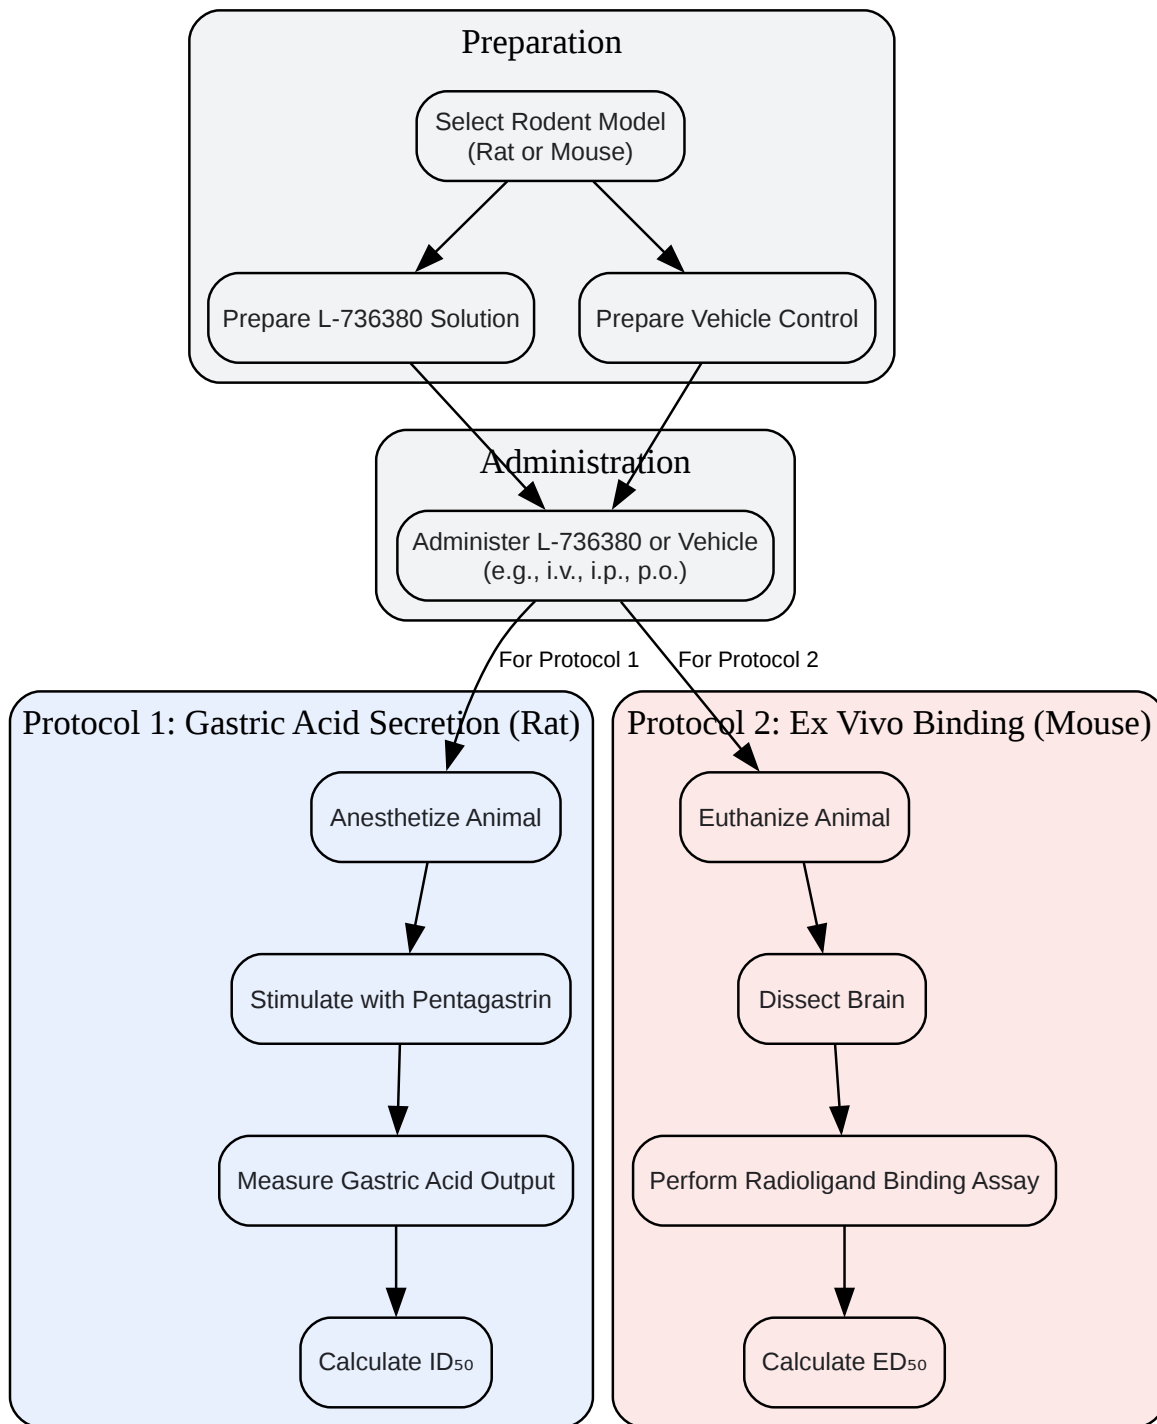 Preparation
Select Rodent Model
(Rat or Mouse)
Prepare L-736380 Solution
Prepare Vehicle Control
Administration
Administer L-736380 or Vehicle
(e.g., i.v., i.p., p.o.)
For Protocol 1
For Protocol 2
Protocol 1: Gastric Acid Secretion (Rat)
Anesthetize Animal
Stimulate with Pentagastrin
Measure Gastric Acid Output
Calculate ID₅₀
Protocol 2: Ex Vivo Binding (Mouse)
Euthanize Animal
Dissect Brain
Perform Radioligand Binding Assay
Calculate ED₅₀